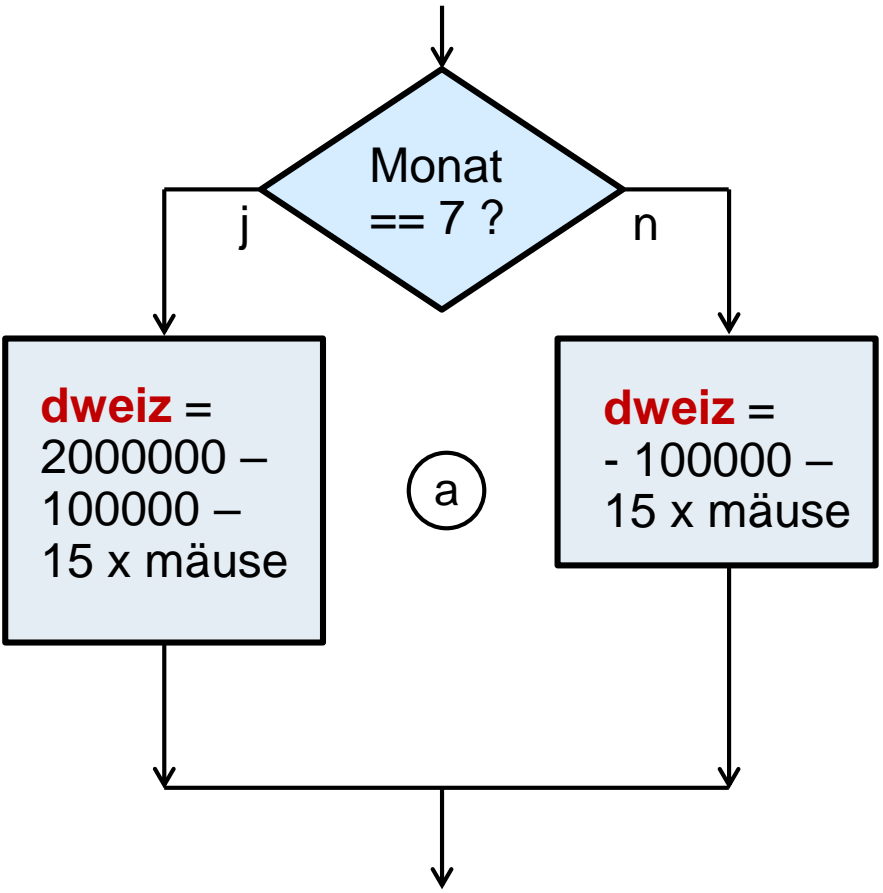 Monat
== 7 ?
j
n
dweiz =
2000000 –
100000 –
15 x mäuse
a
dweiz =
- 100000 –
15 x mäuse